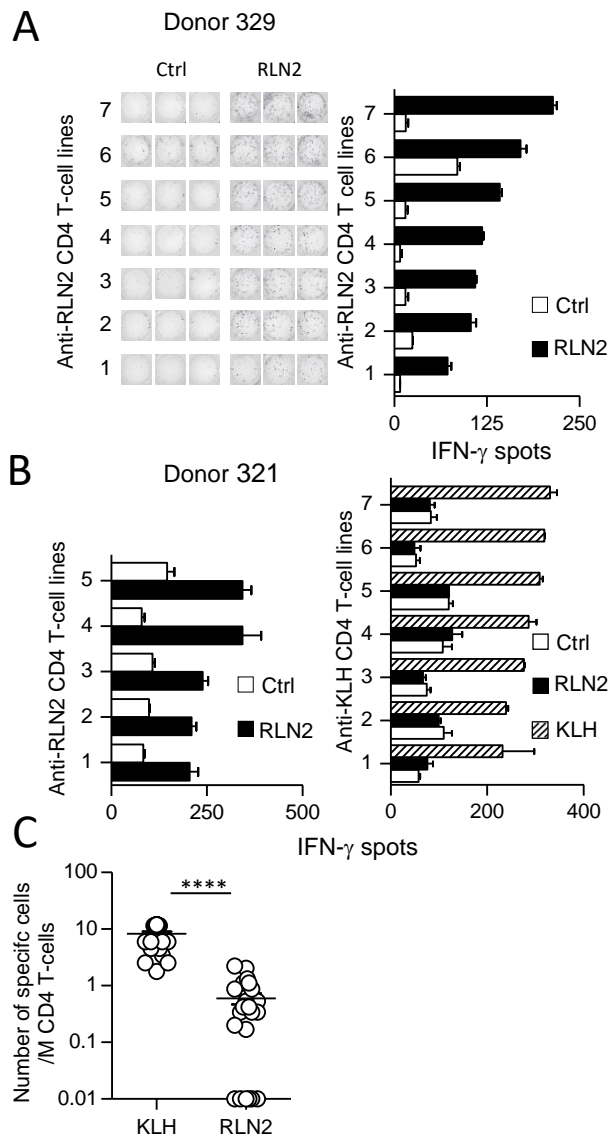 A
Donor 329
Ctrl RLN2
Anti-RLN2 CD4 T-cell lines
7
6
5
4
3
2
1
Anti-RLN2 CD4 T cell lines
7
6
5
4
3
2
1
Ctrl
RLN2
0 125 250
IFN-γ spots
B
Donor 321
Anti-RLN2 CD4 T-cell lines
5
4
3
2
1
Ctrl
RLN2
0 250 500
Anti-KLH CD4 T-cell lines
7
6
5
4
3
2
1
Ctrl
RLN2
KLH
0 200 400
IFN-γ spots
C
Number of specifc cells
/M CD4 T-cells
100
10
1
0.1
0.01
****
KLH RLN2